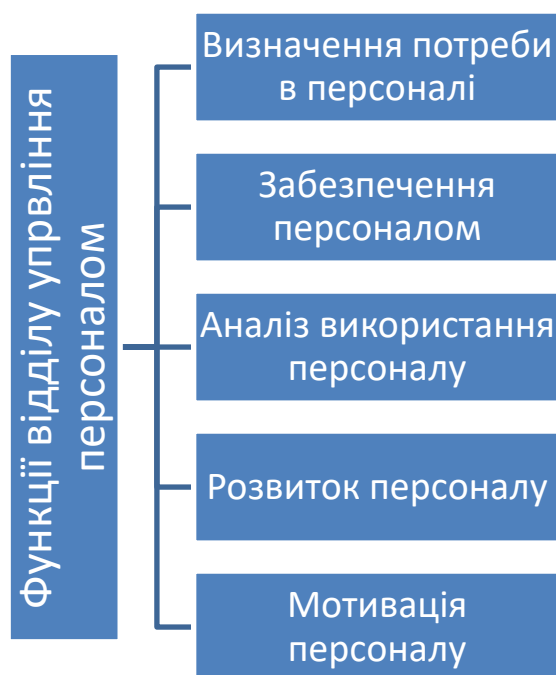 Функції відділу упрвління
персоналом
Визначення потреби
в персоналі
Забезпечення
персоналом
Аналіз використання
персоналу
Розвиток персоналу
Мотивація
персоналу